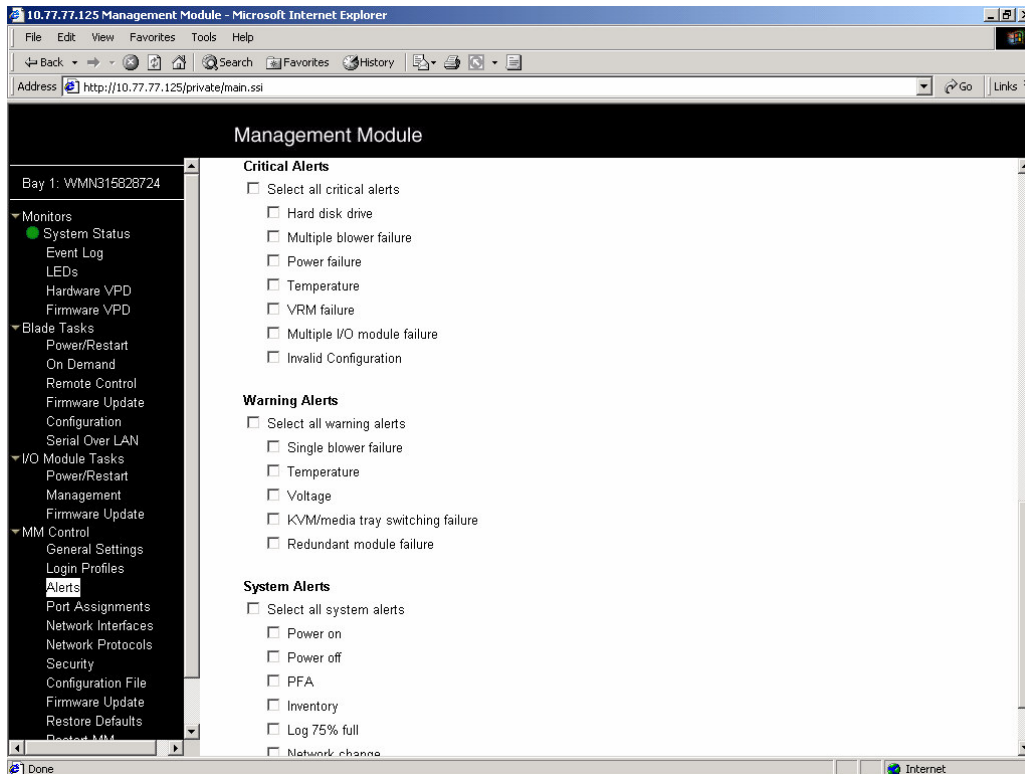 10.77.77.125 Management Module - Microsoft Internet Explorer
File Edit View Favorites Tools Help
Back Search Favorites History
Address http://10.77.77.125/private/main.ssi Go Links
Management Module
Bay 1: WMN315828724
Monitors
System Status
Event Log
LEDs
Hardware VPD
Firmware VPD
Blade Tasks
Power/Restart
On Demand
Remote Control
Firmware Update
Configuration
Serial Over LAN
I/O Module Tasks
Power/Restart
Management
Firmware Update
MM Control
General Settings
Login Profiles
Alerts
Port Assignments
Network Interfaces
Network Protocols
Security
Configuration File
Firmware Update
Restore Defaults
Restart MM
Critical Alerts
Select all critical alerts
Hard disk drive
Multiple blower failure
Power failure
Temperature
VRM failure
Multiple I/O module failure
Invalid Configuration
Warning Alerts
Select all warning alerts
Single blower failure
Temperature
Voltage
KVM/media tray switching failure
Redundant module failure
System Alerts
Select all system alerts
Power on
Power off
PFA
Inventory
Log 75% full
Network change
Done Internet